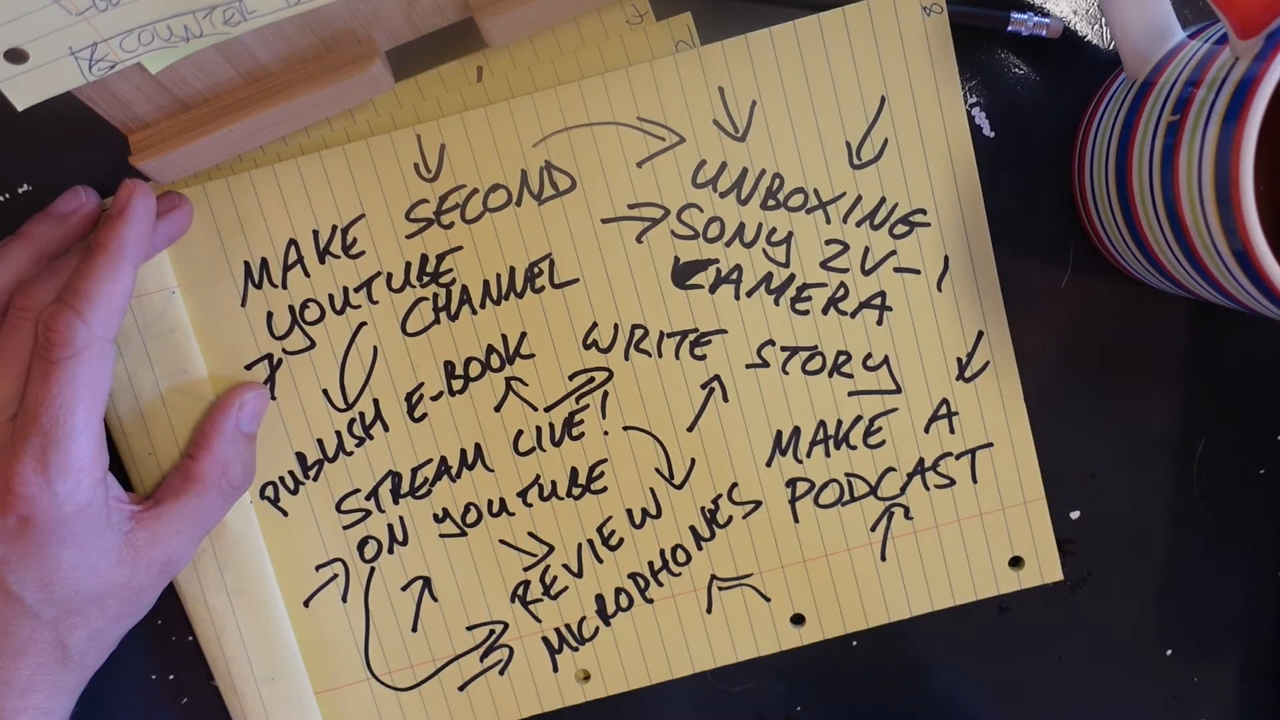 COUNTER
8
MAKE SECOND
YOUTUBE
CHANNEL
UNBOXING
SONY ZV-1
CAMERA
PUBLISH E-BOOK
WRITE STORY
STREAM LIVE!
ON YOUTUBE
REVIEW
MICROPHONES
MAKE A
PODCAST